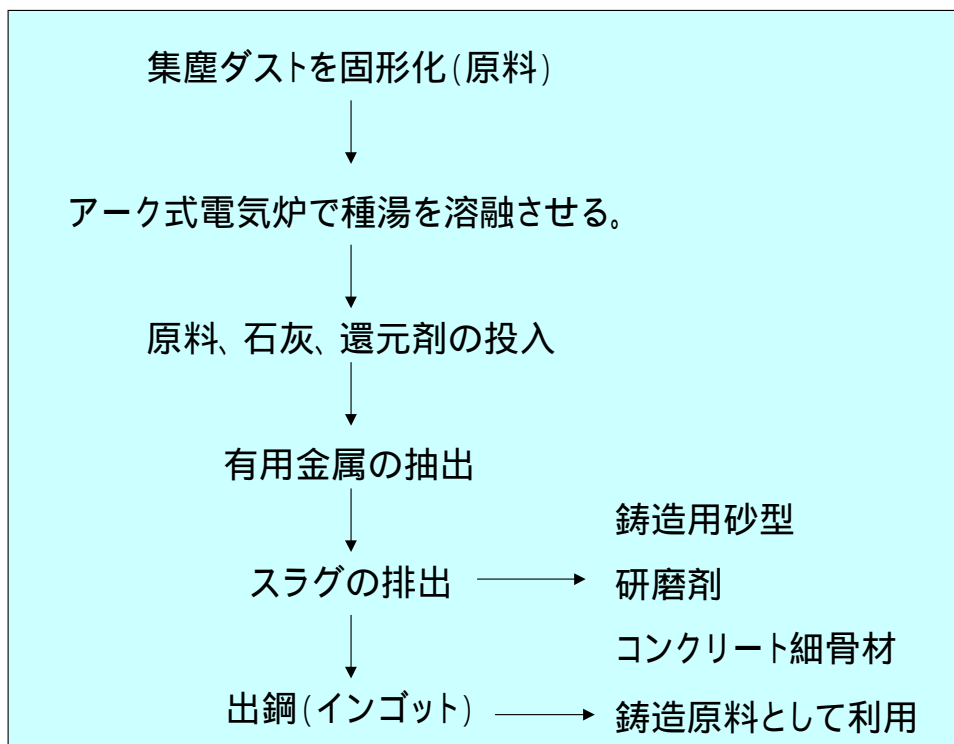 集塵ダストを固形化(原料)
アーク式電気炉で種湯を溶融させる。
原料、石灰、還元剤の投入
有用金属の抽出
鋳造用砂型
スラグの排出
研磨剤
コンクリート細骨材
出鋼(インゴット)
鋳造原料として利用